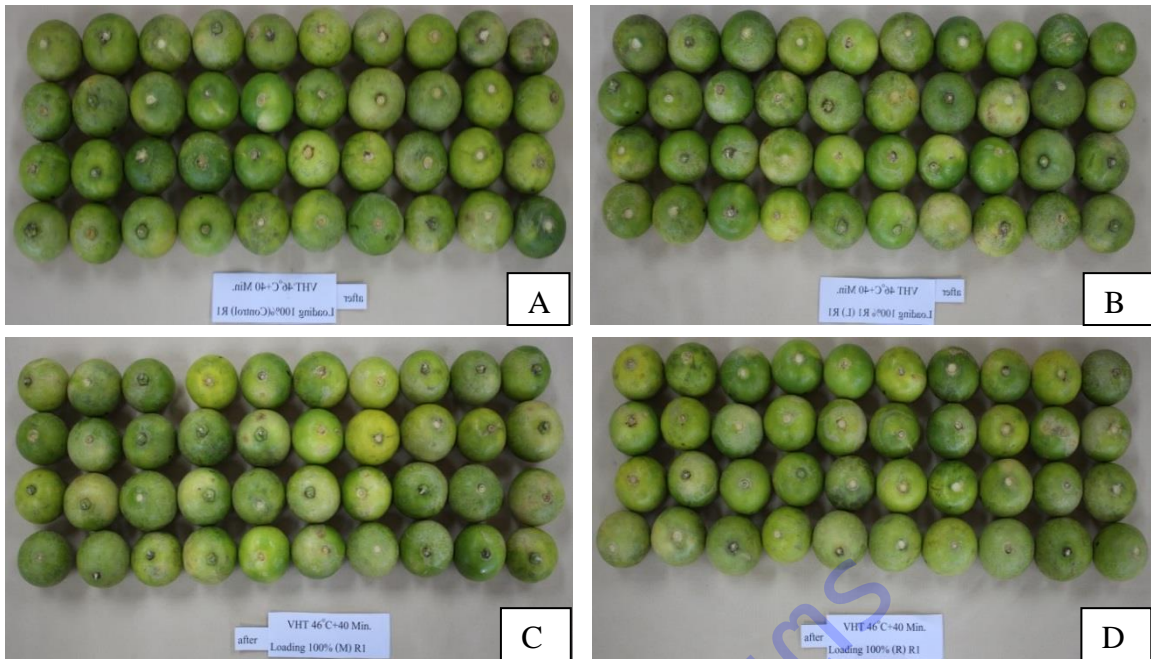 VHT 46°C+40 Min.
after
Loading 100%(Control) R1
A
VHT 46°C+40 Min.
after
Loading 100% R1 (L) R1
B
VHT 46°C+40 Min.
after
Loading 100% (M) R1
C
VHT 46°C+40 Min.
after
Loading 100% (R) R1
D